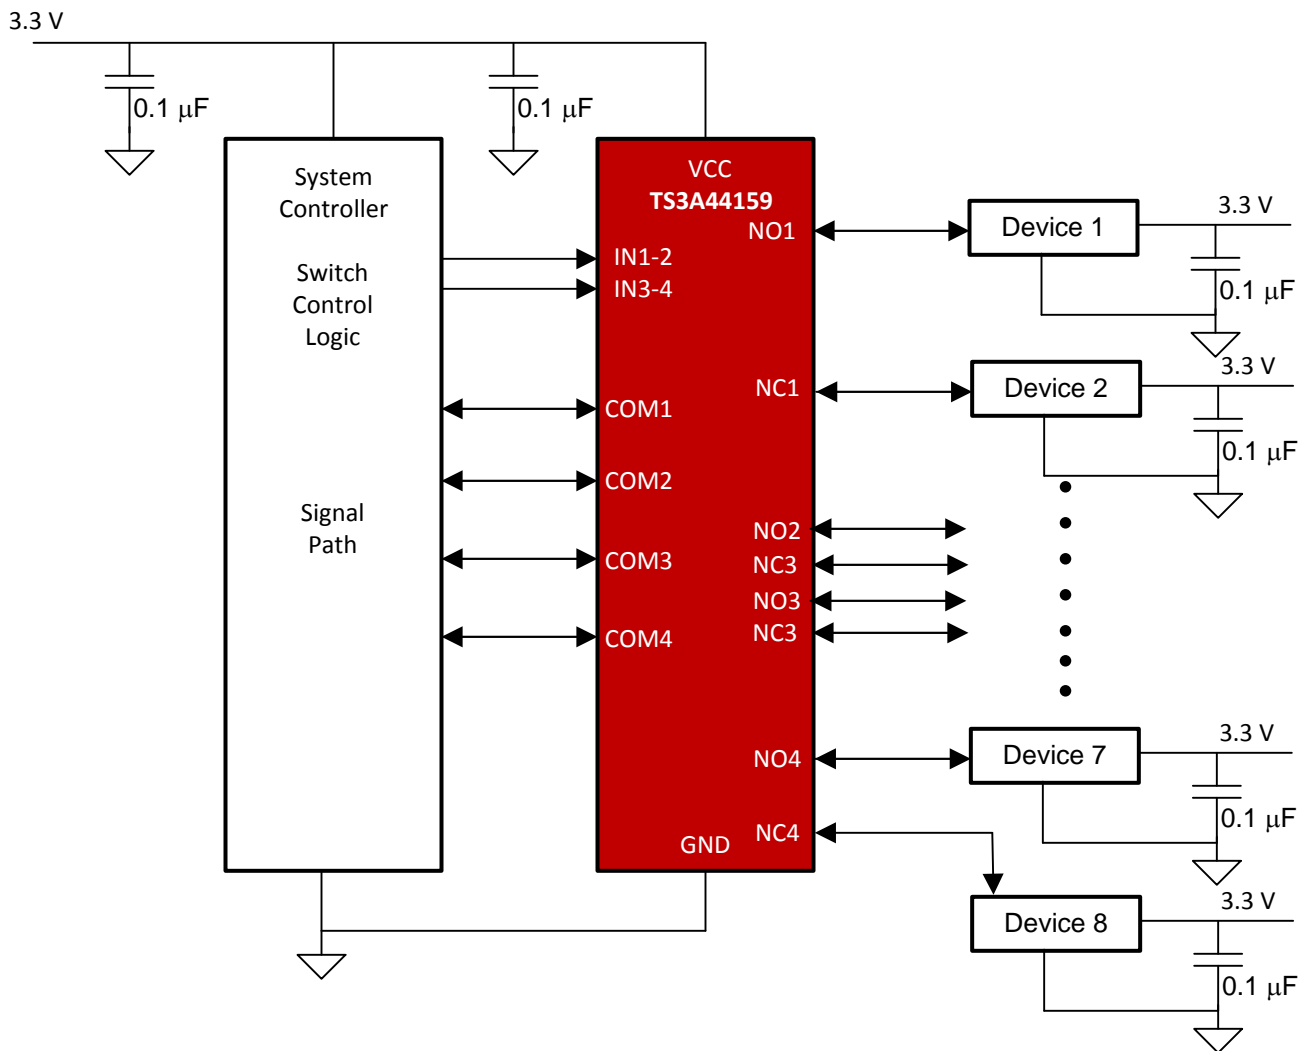 3.3 V
0.1 µF
0.1 µF
System
Controller
Switch
Control
Logic
Signal
Path
VCC
TS3A44159
IN1-2
IN3-4
COM1
COM2
COM3
COM4
NO1
NC1
NO2
NC3
NO3
NC3
NO4
NC4
GND
Device 1
3.3 V
0.1 µF
Device 2
3.3 V
0.1 µF
Device 7
3.3 V
0.1 µF
Device 8
3.3 V
0.1 µF